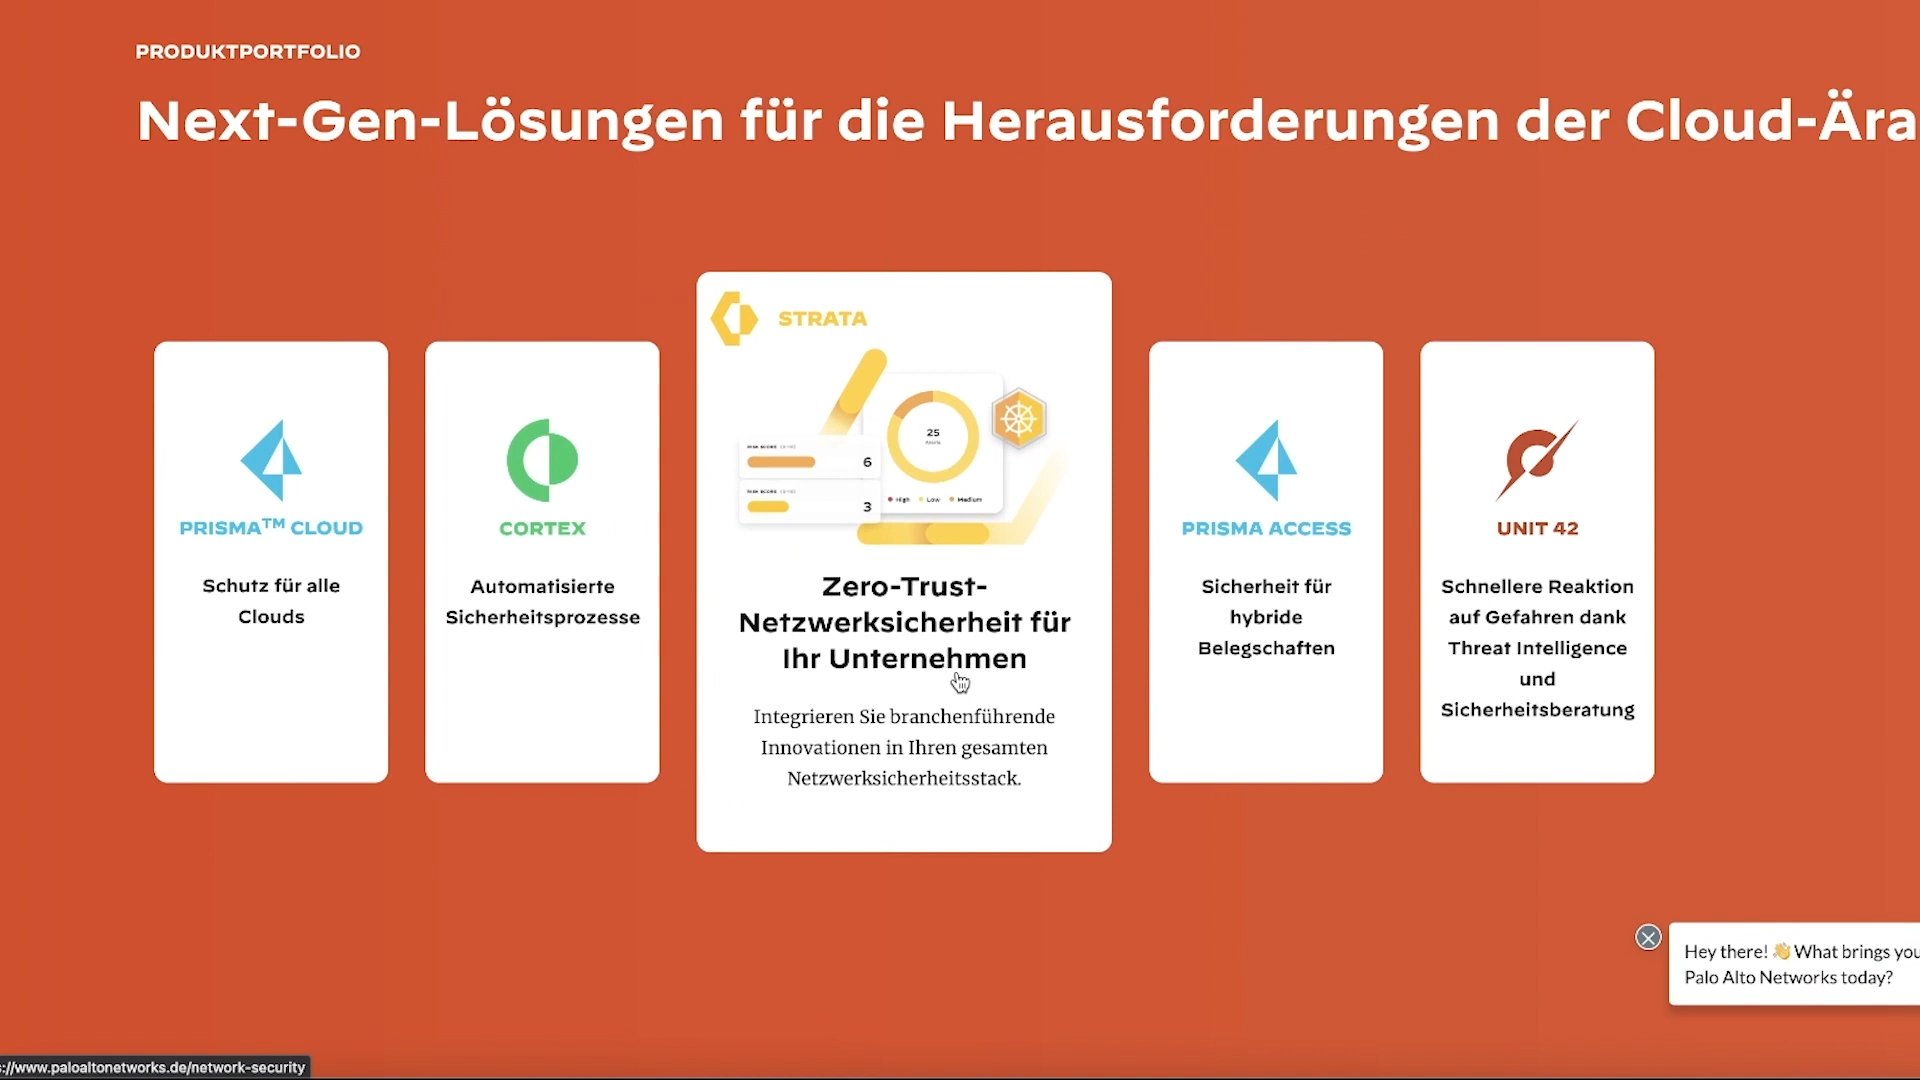 PRODUKTPORTFOLIO
Next-Gen-Lösungen für die Herausforderungen der Cloud-Ära
PRISMA™ CLOUD
Schutz für alle
Clouds
CORTEX
Automatisierte
Sicherheitsprozesse
STRATA
25
6
3
High Low Medium
Zero-Trust-
Netzwerksicherheit für
Ihr Unternehmen
Integrieren Sie branchenführende
Innovationen in Ihren gesamten
Netzwerksicherheitsstack.
PRISMA ACCESS
Sicherheit für
hybride
Belegschaften
UNIT 42
Schnellere Reaktion
auf Gefahren dank
Threat Intelligence
und
Sicherheitsberatung
Hey there! 👋 What brings you
Palo Alto Networks today?
://www.paloaltonetworks.de/network-security